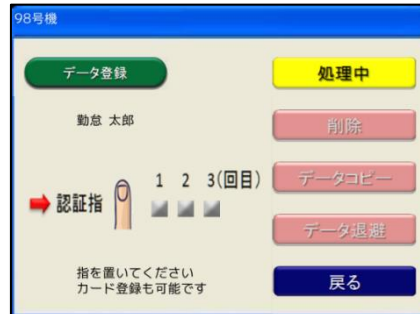 98号機
データ登録
処理中
勤怠 太郎
削除
1 2 3(回目)
認証指
データコピー
データ退避
指を置いてください
カード登録も可能です
戻る